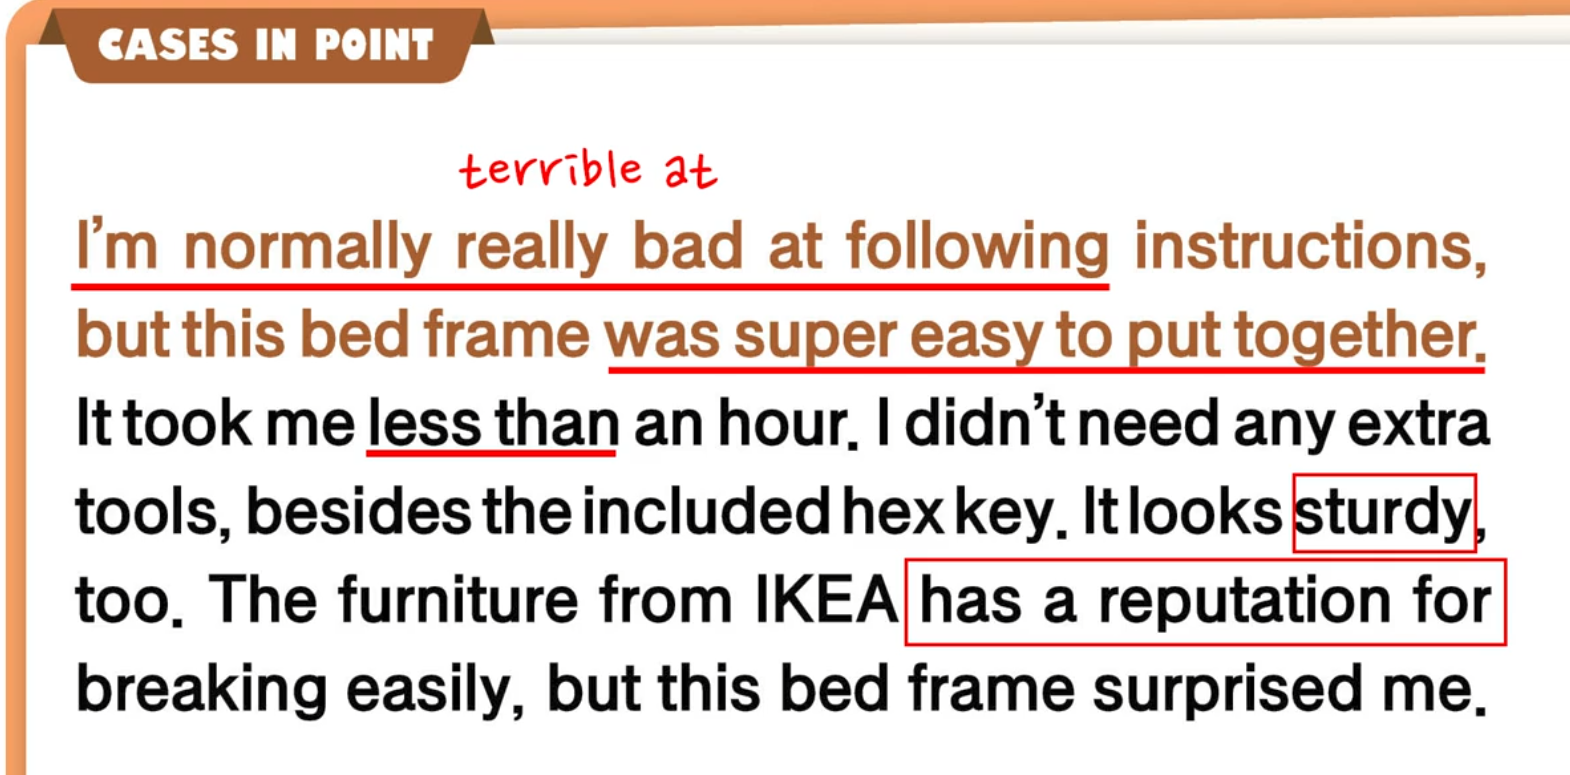 CASES IN POINT
terrible at
I'm normally really bad at following instructions,
but this bed frame was super easy to put together.
It took me less than an hour. I didn't need any extra
tools, besides the included hex key. It looks sturdy,
too. The furniture from IKEA has a reputation for
breaking easily, but this bed frame surprised me.